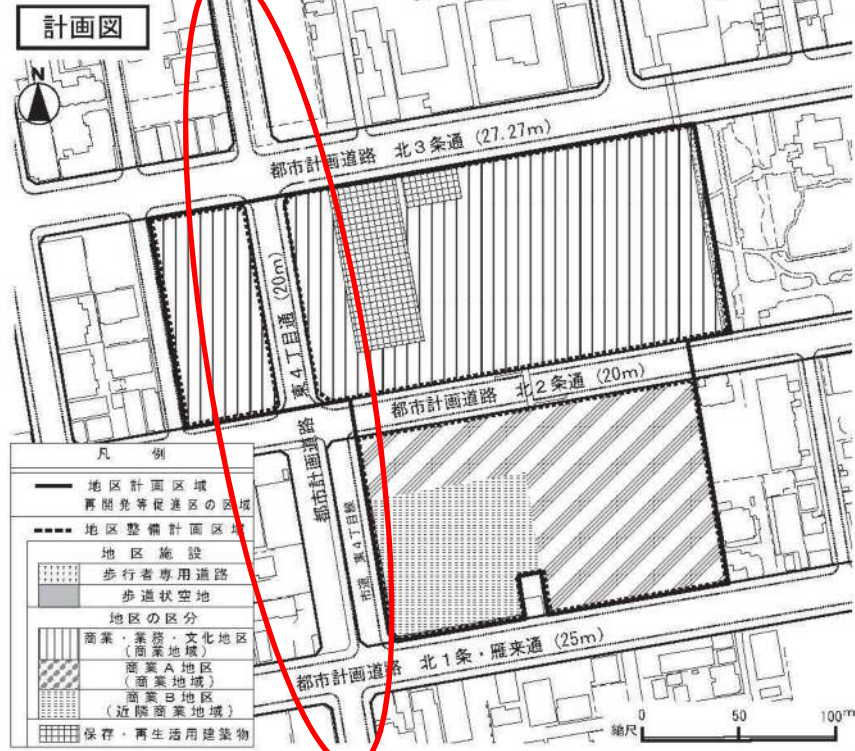 計画図
N
都市計画道路 北3条通 (27.27m)
都市計画道路 東4丁目通 (20m)
都市計画道路 北2条通 (20m)
市道 東4丁目線
都市計画道路 北1条・雁来通 (25m)
凡 例
地区計画区域
再開発等促進区の区域
地区整備計画区域
地区施設
歩行者専用道路
歩道状空地
地区の区分
商業・業務・文化地区
(商業地域)
商業A地区
(商業地域)
商業B地区
(近隣商業地域)
保存・再生活用建築物
縮尺 0 50 100m